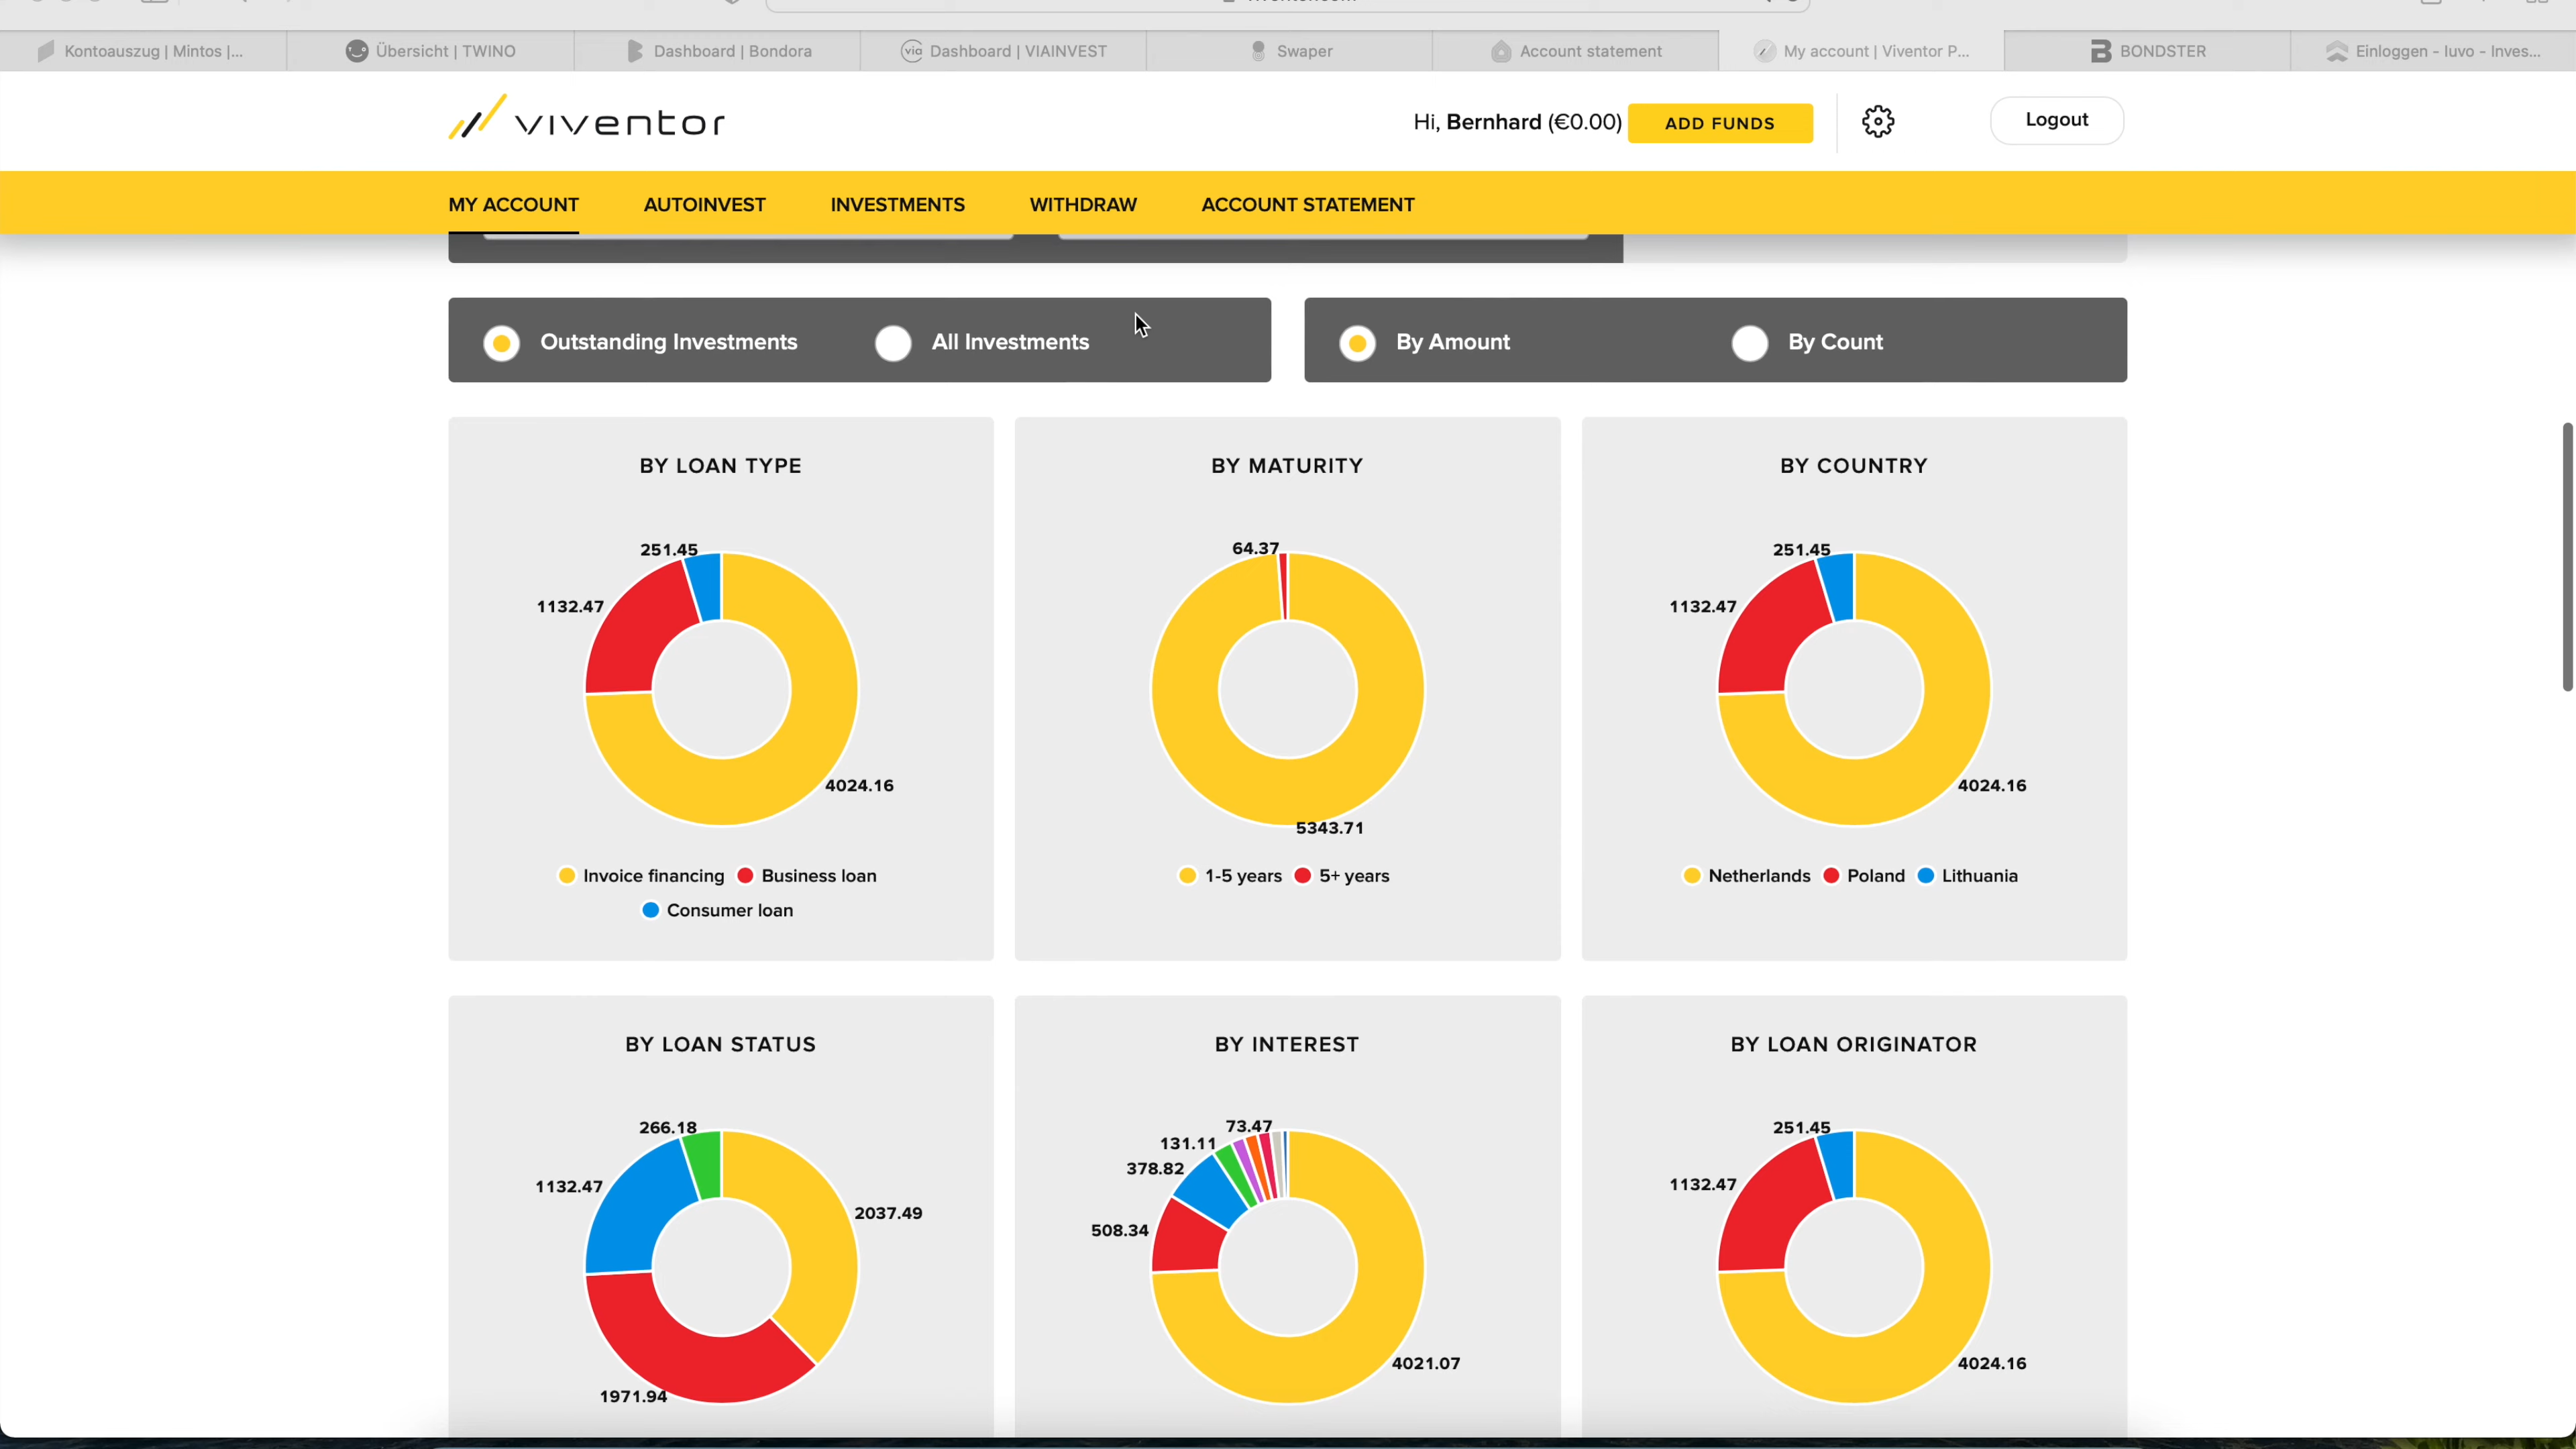 Kontoauszug | Mintos |...
Übersicht | TWINO
Dashboard | Bondora
via Dashboard | VIAINVEST
Swaper
Account statement
My account | Viventor P...
BONDSTER
Einloggen - Iuvo - Inves...
viventor
Hi, Bernhard (€0.00)
ADD FUNDS
Logout
MY ACCOUNT
AUTOINVEST
INVESTMENTS
WITHDRAW
ACCOUNT STATEMENT
Outstanding Investments
All Investments
By Amount
By Count
BY LOAN TYPE
251.45
1132.47
4024.16
Invoice financing
Business loan
Consumer loan
BY MATURITY
64.37
5343.71
1-5 years
5+ years
BY COUNTRY
251.45
1132.47
4024.16
Netherlands
Poland
Lithuania
BY LOAN STATUS
266.18
1132.47
2037.49
1971.94
BY INTEREST
73.47
131.11
378.82
508.34
4021.07
BY LOAN ORIGINATOR
251.45
1132.47
4024.16